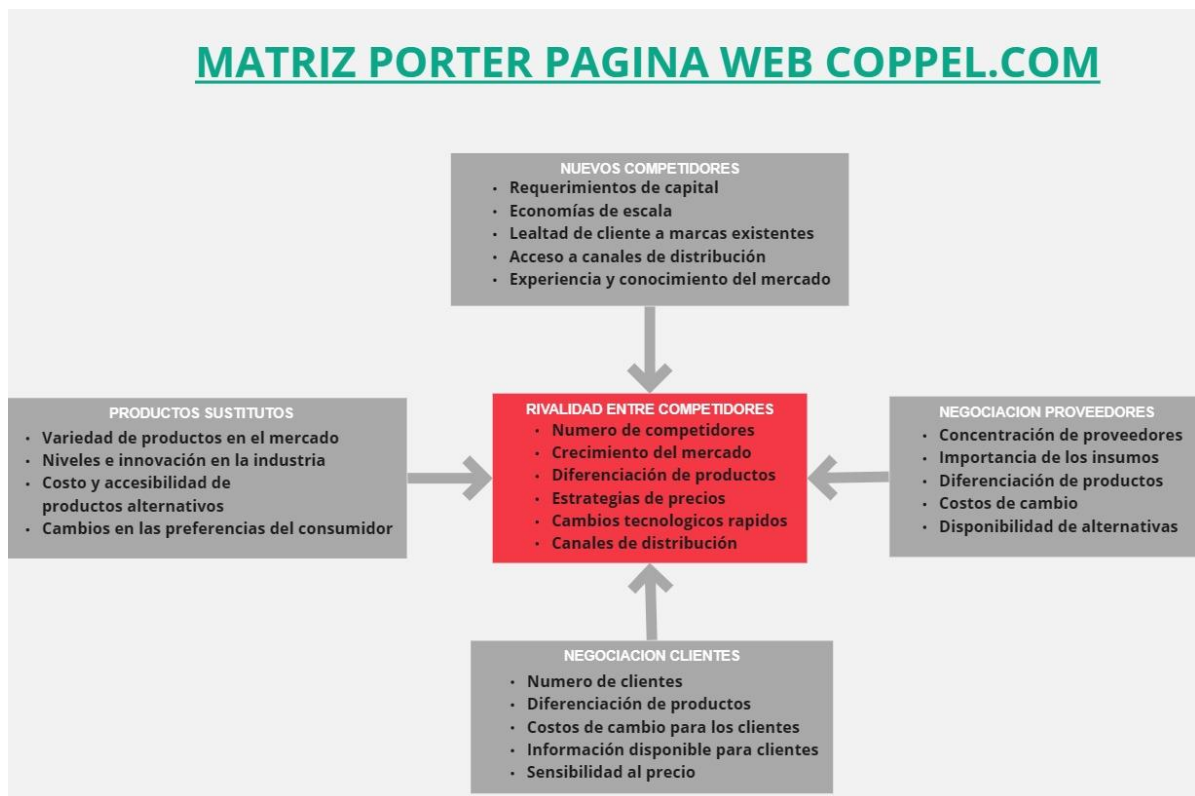 MATRIZ PORTER PAGINA WEB COPPEL.COM
NUEVOS COMPETIDORES
• Requerimientos de capital
• Economías de escala
• Lealtad de cliente a marcas existentes
• Acceso a canales de distribución
• Experiencia y conocimiento del mercado
PRODUCTOS SUSTITUTOS
• Variedad de productos en el mercado
• Niveles e innovación en la industria
• Costo y accesibilidad de
productos alternativos
• Cambios en las preferencias del consumidor
RIVALIDAD ENTRE COMPETIDORES
• Numero de competidores
• Crecimiento del mercado
• Diferenciación de productos
• Estrategias de precios
• Cambios tecnologicos rapidos
• Canales de distribución
NEGOCIACION PROVEEDORES
• Concentración de proveedores
• Importancia de los insumos
• Diferenciación de productos
• Costos de cambio
• Disponibilidad de alternativas
NEGOCIACION CLIENTES
• Numero de clientes
• Diferenciación de productos
• Costos de cambio para los clientes
• Información disponible para clientes
• Sensibilidad al precio